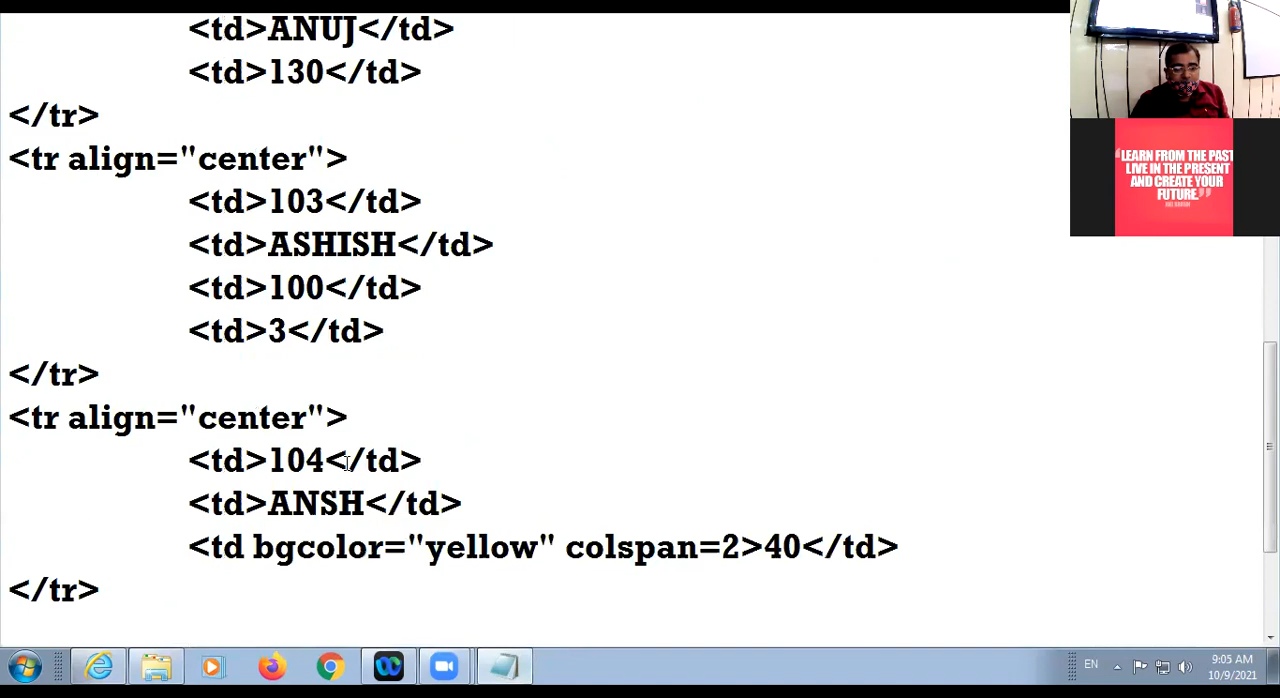 <td>ANUJ</td>
<td>130</td>
</tr>
<tr align="center">
<td>103</td>
<td>ASHISH</td>
<td>100</td>
<td>3</td>
</tr>
<tr align="center">
<td>104</td>
<td>ANSH</td>
<td bgcolor="yellow" colspan=2>40</td>
</tr>
“LEARN FROM THE PAST
LIVE IN THE PRESENT
AND CREATE YOUR
FUTURE.”
EN
9:05 AM
10/9/2021